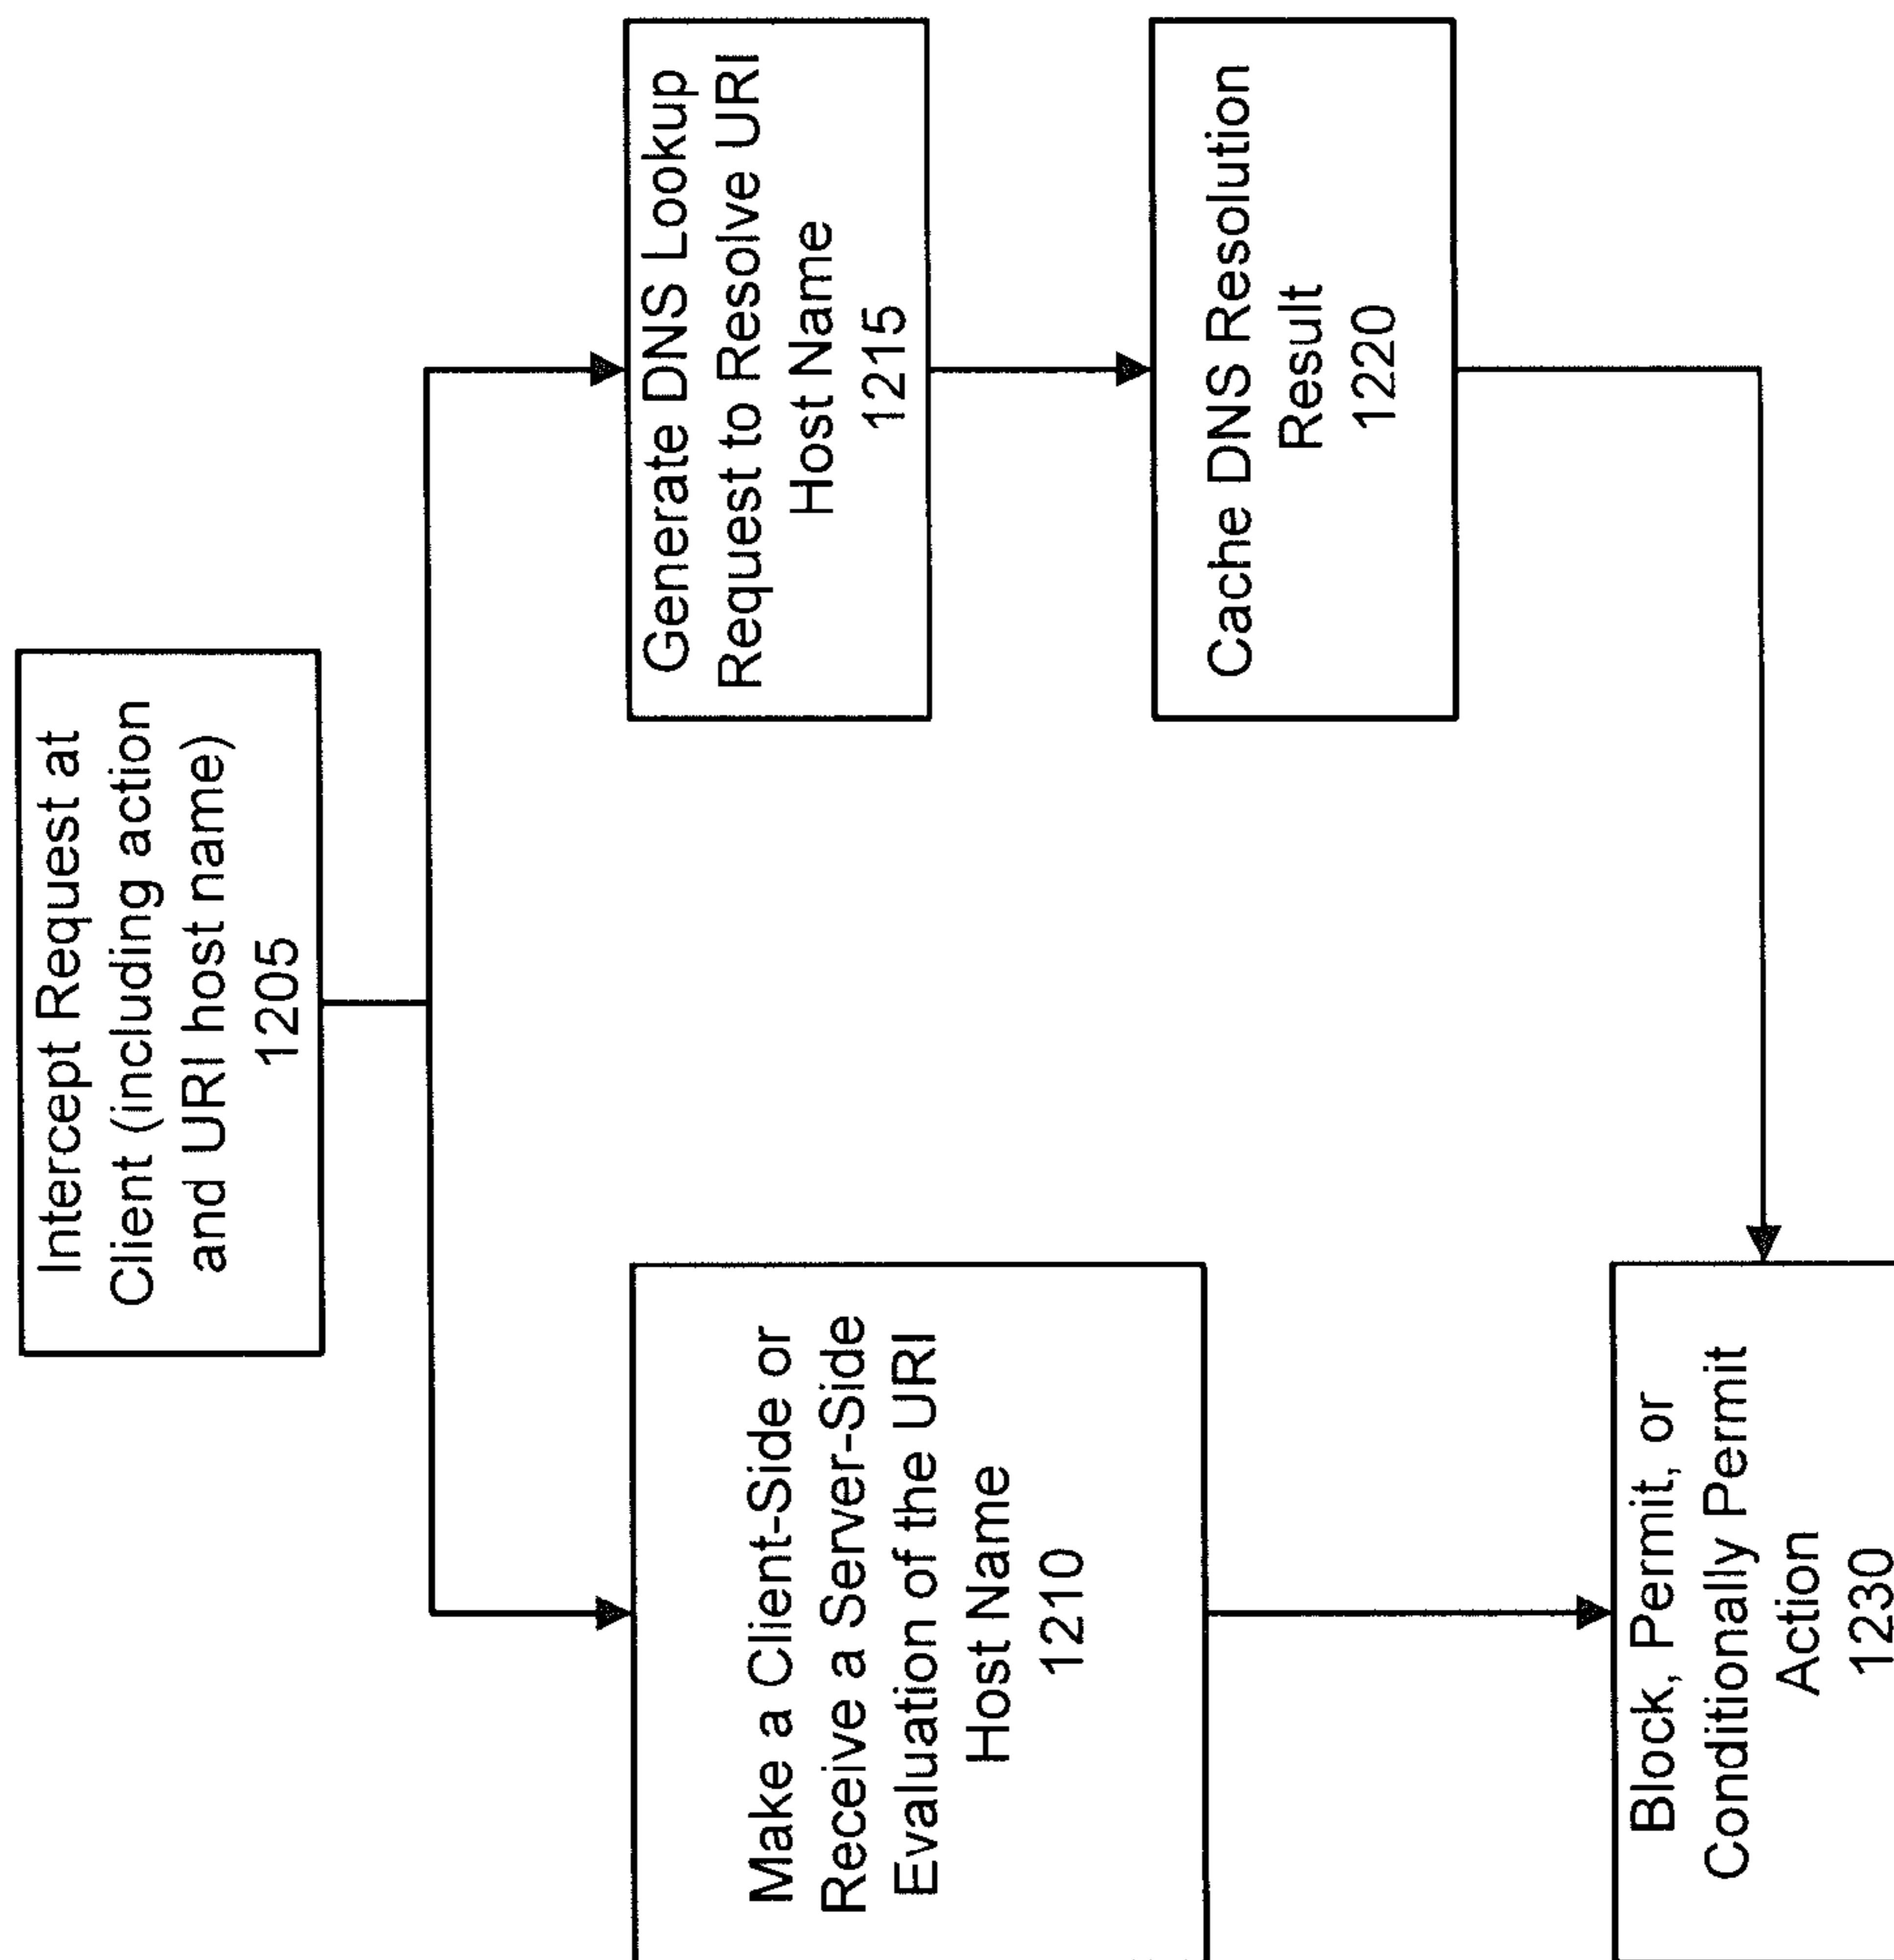 Intercept Request at
Client (including action
and URI host name)
1205
Make a Client-Side or
Receive a Server-Side
Evaluation of the URI
Host Name
1210
Generate DNS Lookup
Request to Resolve URI
Host Name
1215
Cache DNS Resolution
Result
1220
Block, Permit, or
Conditionally Permit
Action
1230